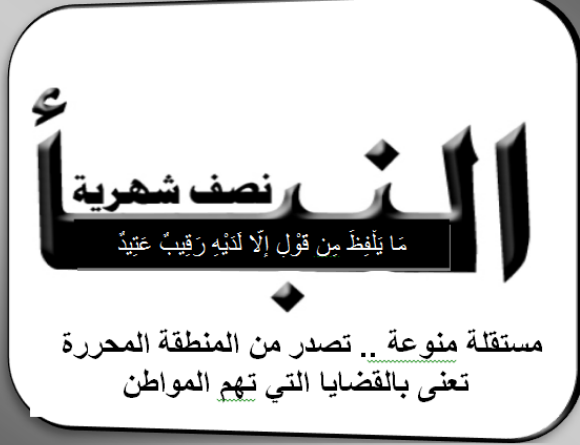 النبأ
نصف شهرية
مَا يَلْفِظُ مِن قَوْلٍ إِلَّا لَدَيْهِ رَقِيبٌ عَتِيدٌ
مستقلة منوعة .. تصدر من المنطقة المحررة
تعنى بالقضايا التي تهم المواطن